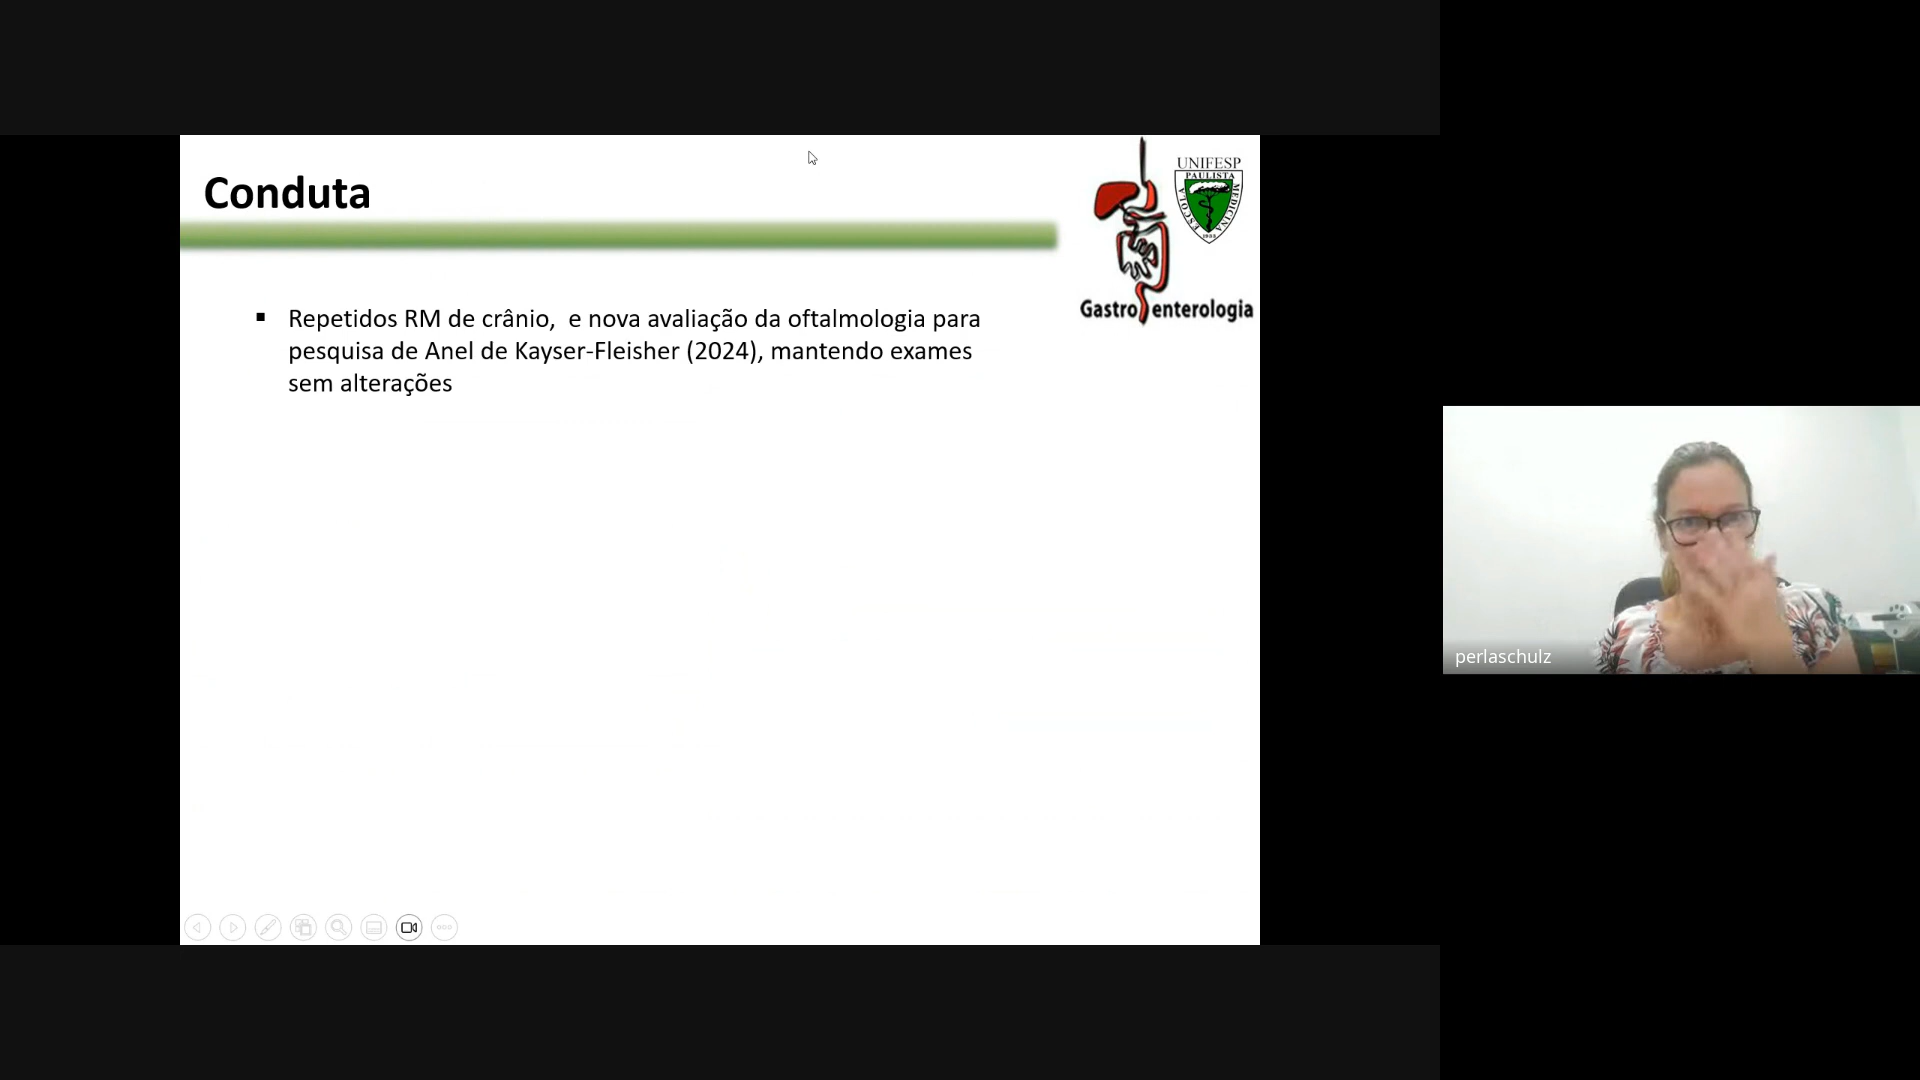 Conduta
UNIFESP
PAULISTA
ESCOLA
MEDICINA
1933
Gastro enterologia
▪ Repetidos RM de crânio,  e nova avaliação da oftalmologia para
pesquisa de Anel de Kayser-Fleisher (2024), mantendo exames
sem alterações
perlaschulz